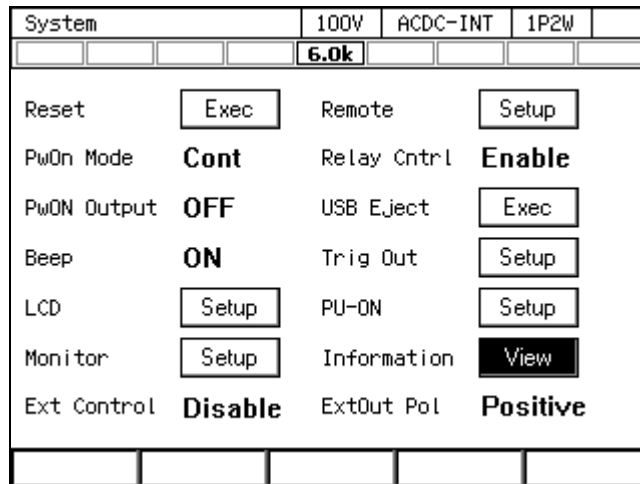 System 100V ACDC-INT 1P2W
6.0k
Reset Exec Remote Setup
PwOn Mode Cont Relay Cntrl Enable
PwON Output OFF USB Eject Exec
Beep ON Trig Out Setup
LCD Setup PU-ON Setup
Monitor Setup Information View
Ext Control Disable ExtOut Pol Positive